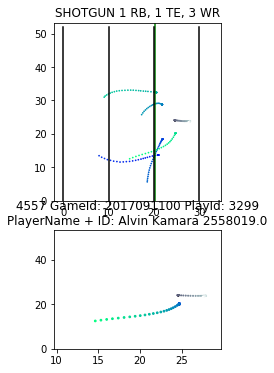 SHOTGUN 1 RB, 1 TE, 3 WR
50
40
30
20
10
0
0 10 20 30
4557 GameId: 2017091100 PlayId: 3299
PlayerName + ID: Alvin Kamara 2558019.0
40
20
0
10 15 20 25